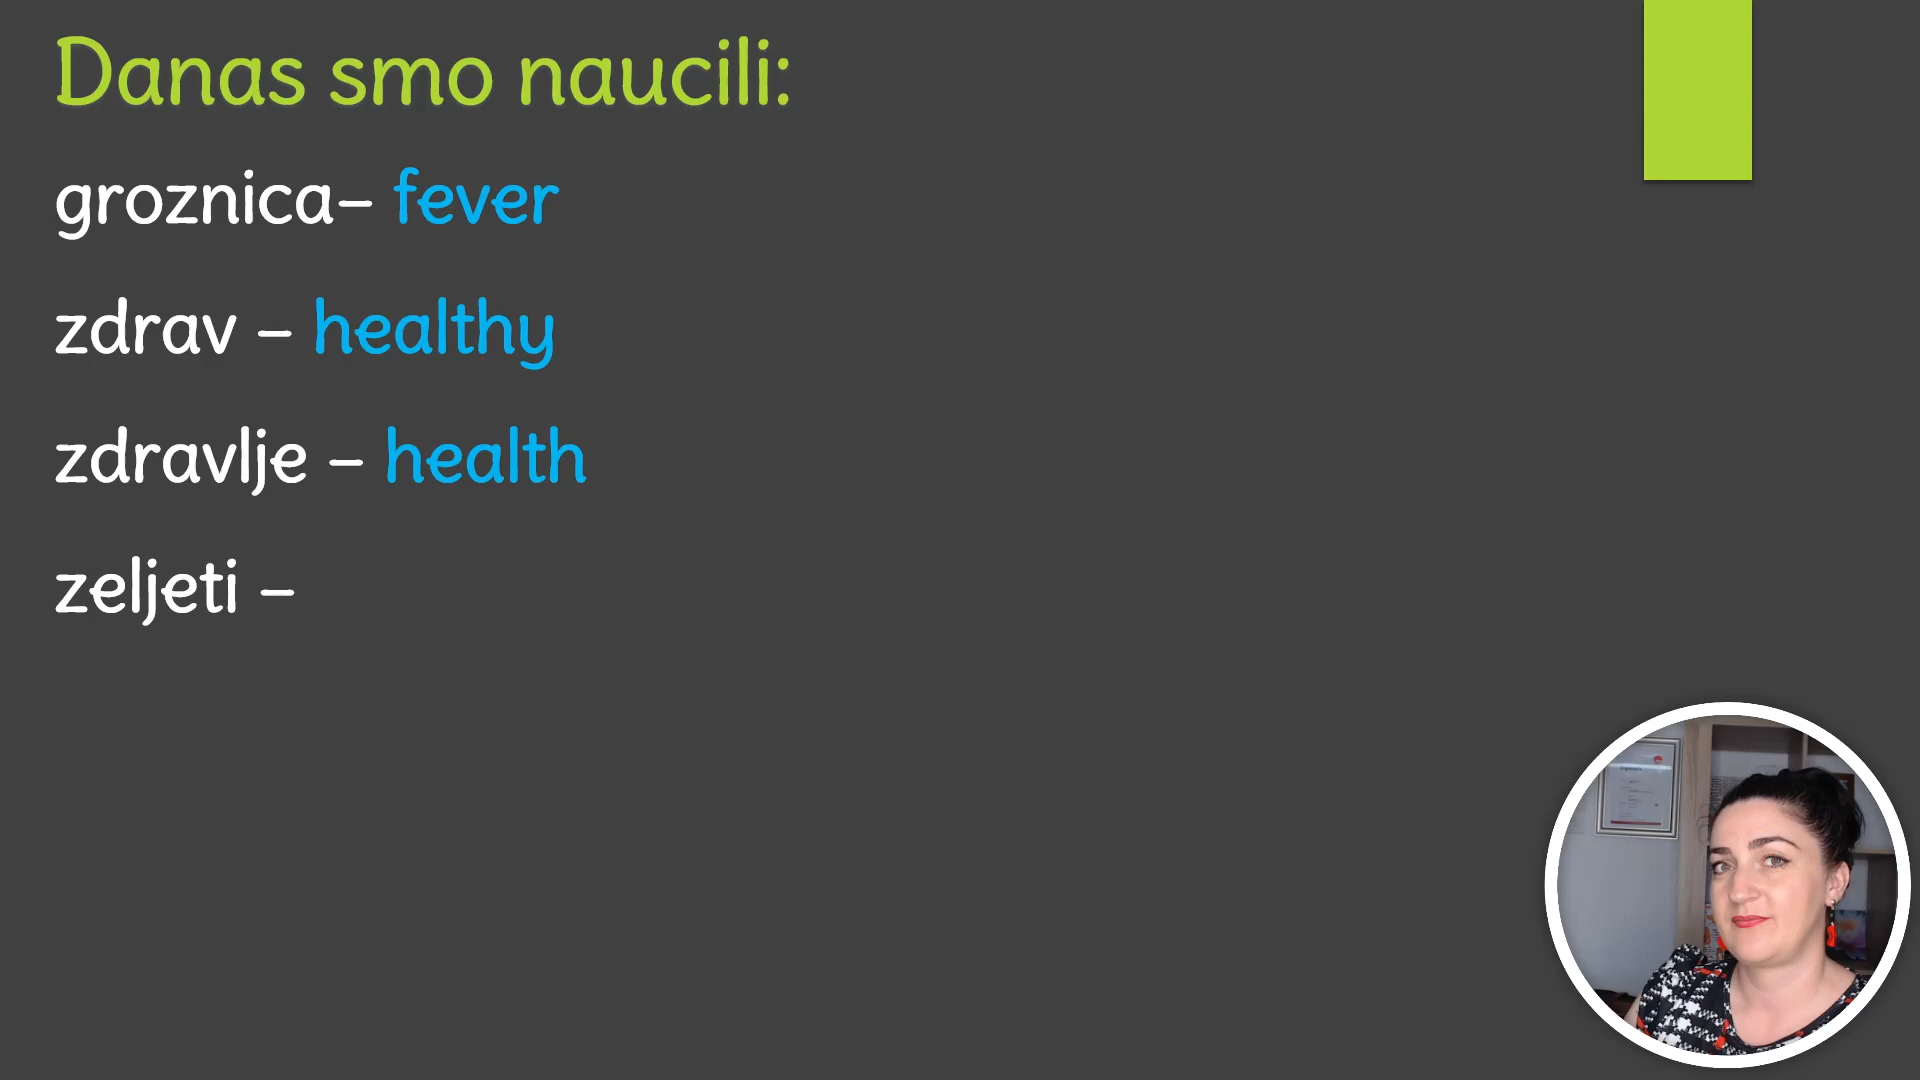 Danas smo naucili:
groznica– fever
zdrav – healthy
zdravlje – health
zeljeti –